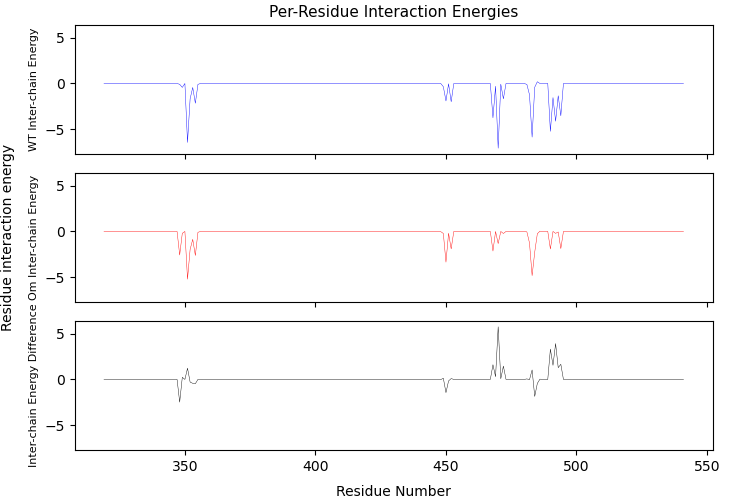 Per-Residue Interaction Energies
Residue interaction energy
WT Inter-chain Energy
5
0
−5
Om Inter-chain Energy
5
0
−5
Inter-chain Energy Difference
5
0
−5
350
400
450
500
550
Residue Number